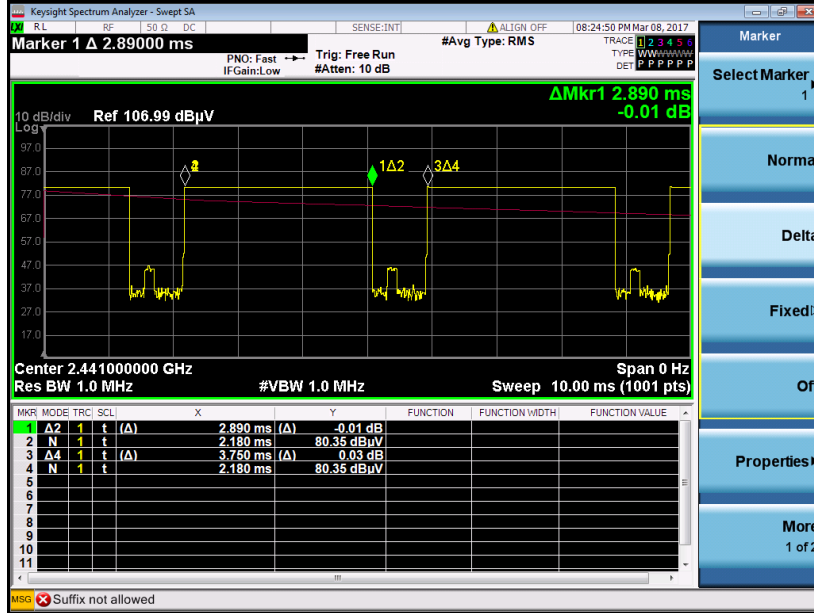 Keysight Spectrum Analyzer - Swept SA
LXI RL RF 50 Ω DC SENSE:INT ALIGN OFF 08:24:50 PM Mar 08, 2017
Marker 1 Δ 2.89000 ms
#Avg Type: RMS
TRACE 1 2 3 4 5 6
PNO: Fast Trig: Free Run
TYPE WWWWWW
IFGain:Low #Atten: 10 dB
DET P P P P P P
ΔMkr1 2.890 ms
10 dB/div Ref 106.99 dBµV -0.01 dB
Log
97.0
87.0
77.0
67.0
57.0
47.0
37.0
27.0
17.0
1Δ2
3Δ4
Center 2.441000000 GHz Span 0 Hz
Res BW 1.0 MHz #VBW 1.0 MHz Sweep 10.00 ms (1001 pts)
MKR MODE TRC SCL X Y FUNCTION FUNCTION WIDTH FUNCTION VALUE
1 Δ2 1 t (Δ) 2.890 ms (Δ) -0.01 dB
2 N 1 t 2.180 ms 80.35 dBµV
3 Δ4 1 t (Δ) 3.750 ms (Δ) 0.03 dB
4 N 1 t 2.180 ms 80.35 dBµV
5
6
7
8
9
10
11
MSG Suffix not allowed
Marker
Select Marker
1
Norma
Delta
Fixed
Of
Properties
More
1 of 2